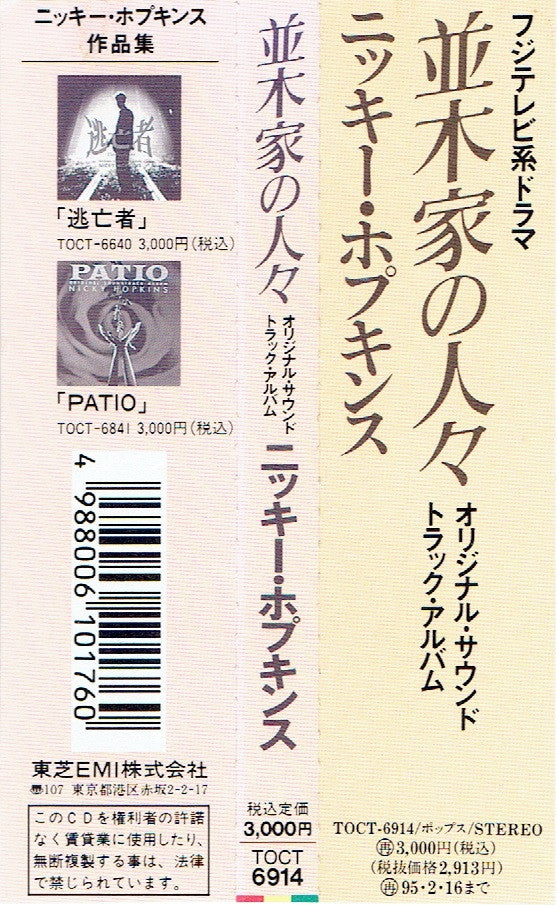 フジテレビ系ドラマ
並木家の人々
オリジナル・サウンド
トラック・アルバム
ニッキー・ホプキンス
TOCT-6914/ポップス/STEREO
再3,000円(税込)
(税抜価格2,913円)
再95・2・16まで
並木家の人々
オリジナル・サウンド
トラック・アルバム
ニッキー・ホプキンス
税込定価
3,000円
TOCT
6914
ニッキー・ホプキンス
作品集
逃亡者
「逃亡者」
TOCT-6640 3,000円(税込)
PATIO
ORIGINAL SOUNDTRACK ALBUM
NICKY HOPKINS
「PATIO」
TOCT-6841 3,000円(税込)
4 988006 101760
東芝EMI株式会社
〠107 東京都港区赤坂2-2-17
このCDを権利者の許諾
なく賃貸業に使用したり、
無断複製する事は、法律
で禁じられています。